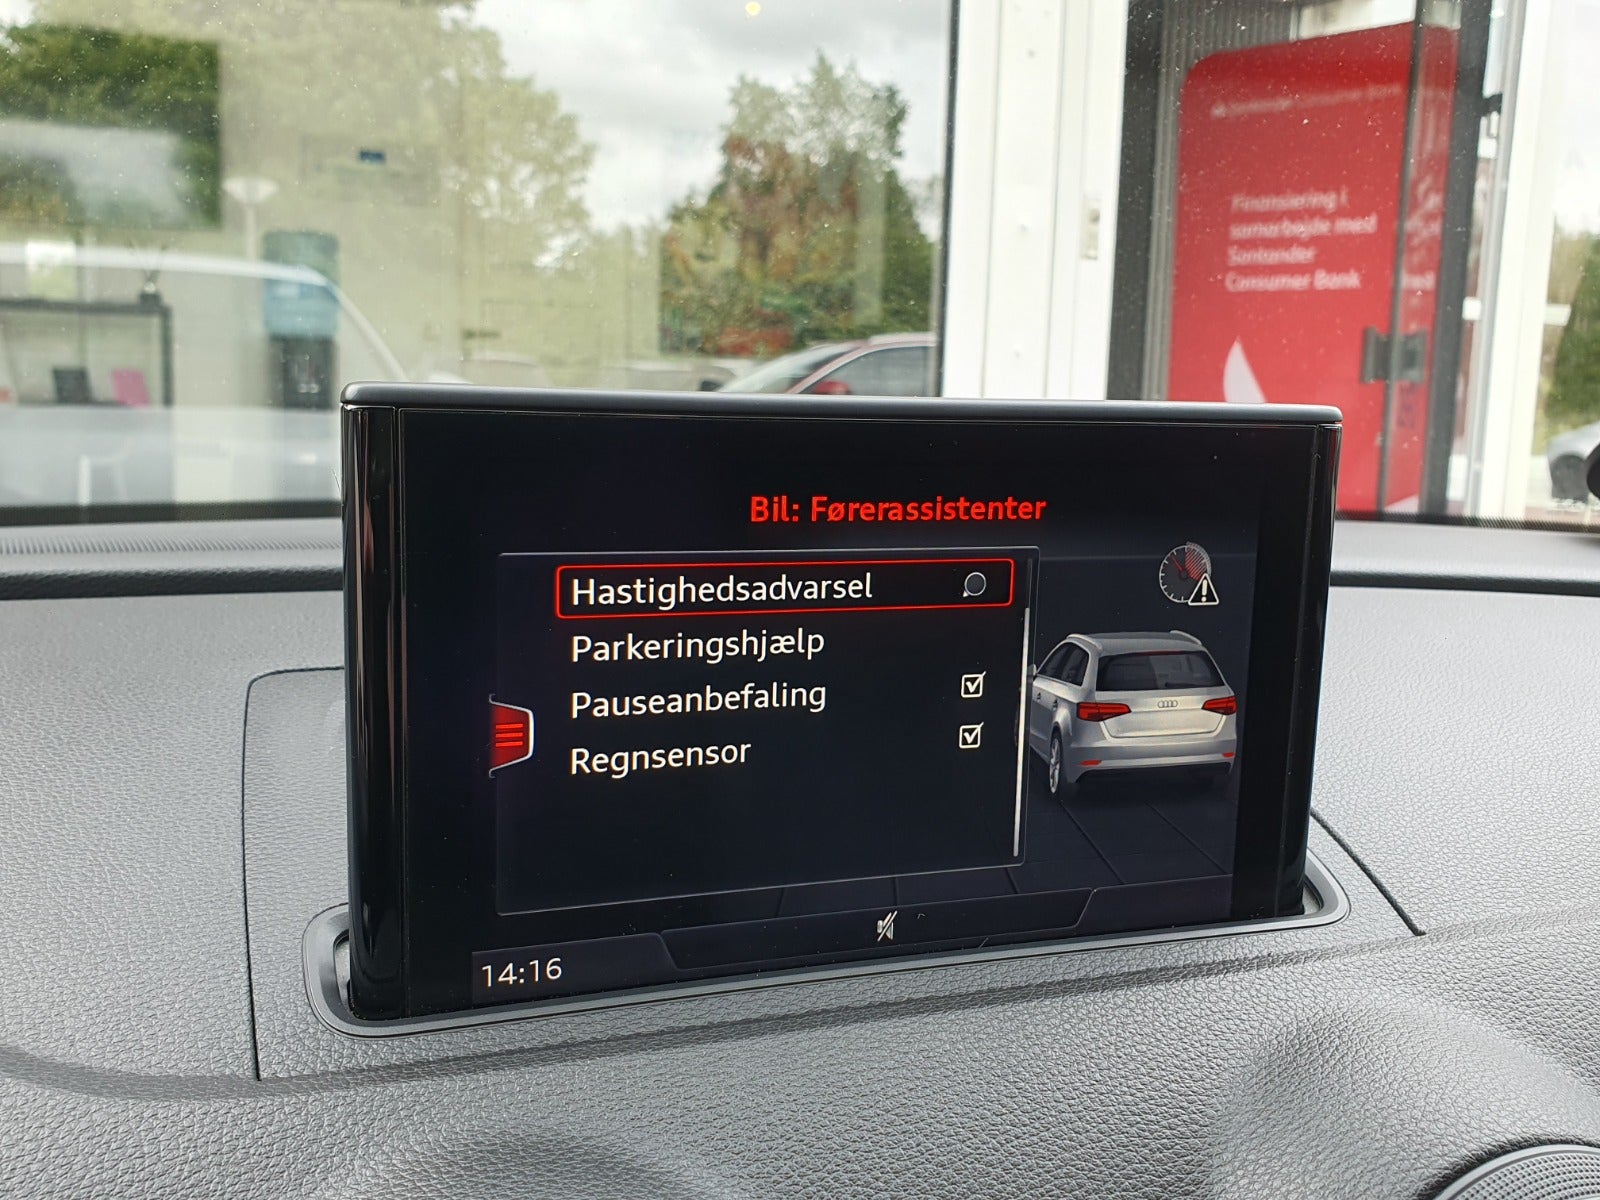 Finansiering i
samarbejde med
Santander
Consumer Bank
Bil: Førerassistenter
Hastighedsadvarsel
Parkeringshjælp
Pauseanbefaling
Regnsensor
14:16